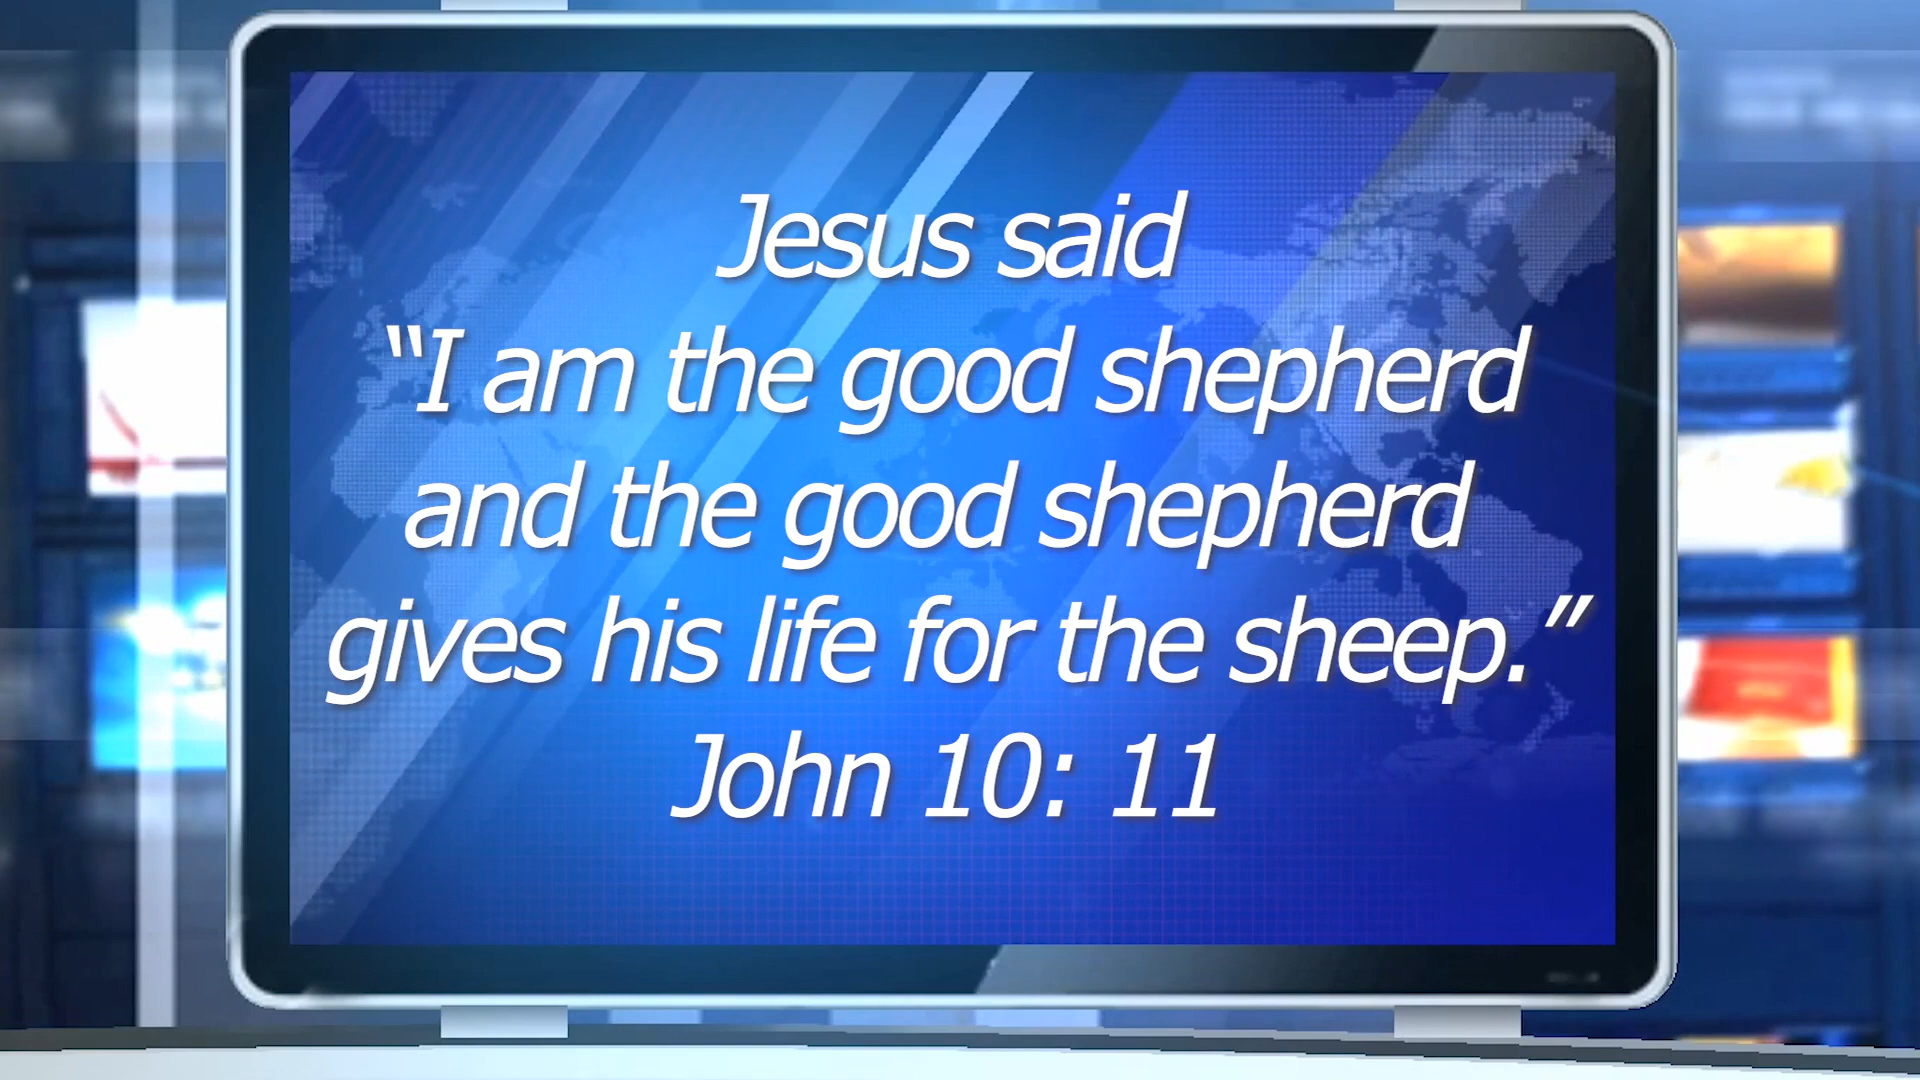 Jesus said
“I am the good shepherd
and the good shepherd
gives his life for the sheep.”
John 10: 11